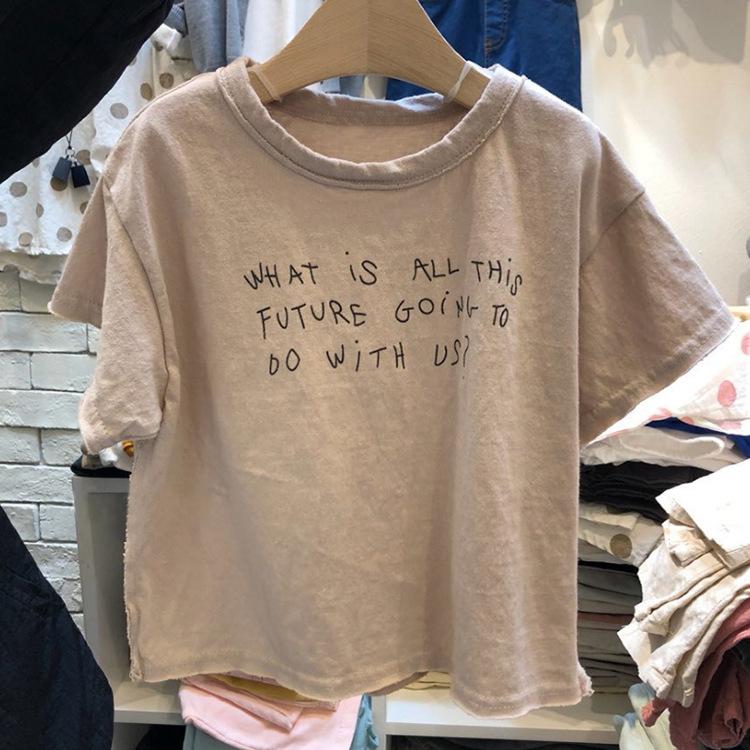 WHAT iS ALL THiS
FUTURE GOiNG TO
DO WiTH US?